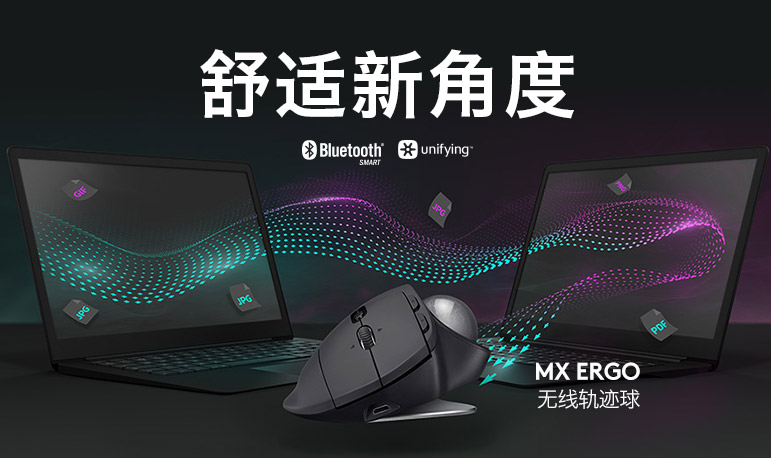 舒适新角度
Bluetooth® SMART unifying™
GIF
JPG
JPG
JPG
PDF
MX ERGO
无线轨迹球